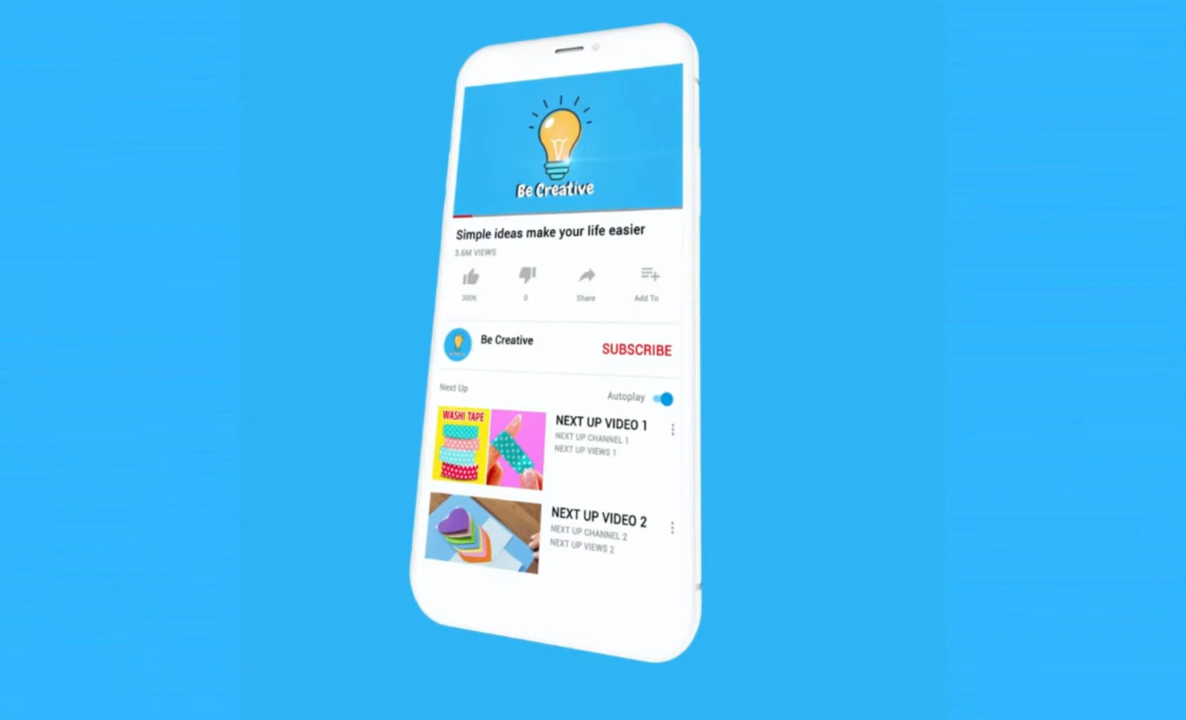 Be Creative
Simple ideas make your life easier
3.6M VIEWS
300K
0
Share
Add To
Be Creative
SUBSCRIBE
Next Up
Autoplay
WASHI TAPE
NEXT UP VIDEO 1
NEXT UP CHANNEL 1
NEXT UP VIEWS 1
NEXT UP VIDEO 2
NEXT UP CHANNEL 2
NEXT UP VIEWS 2